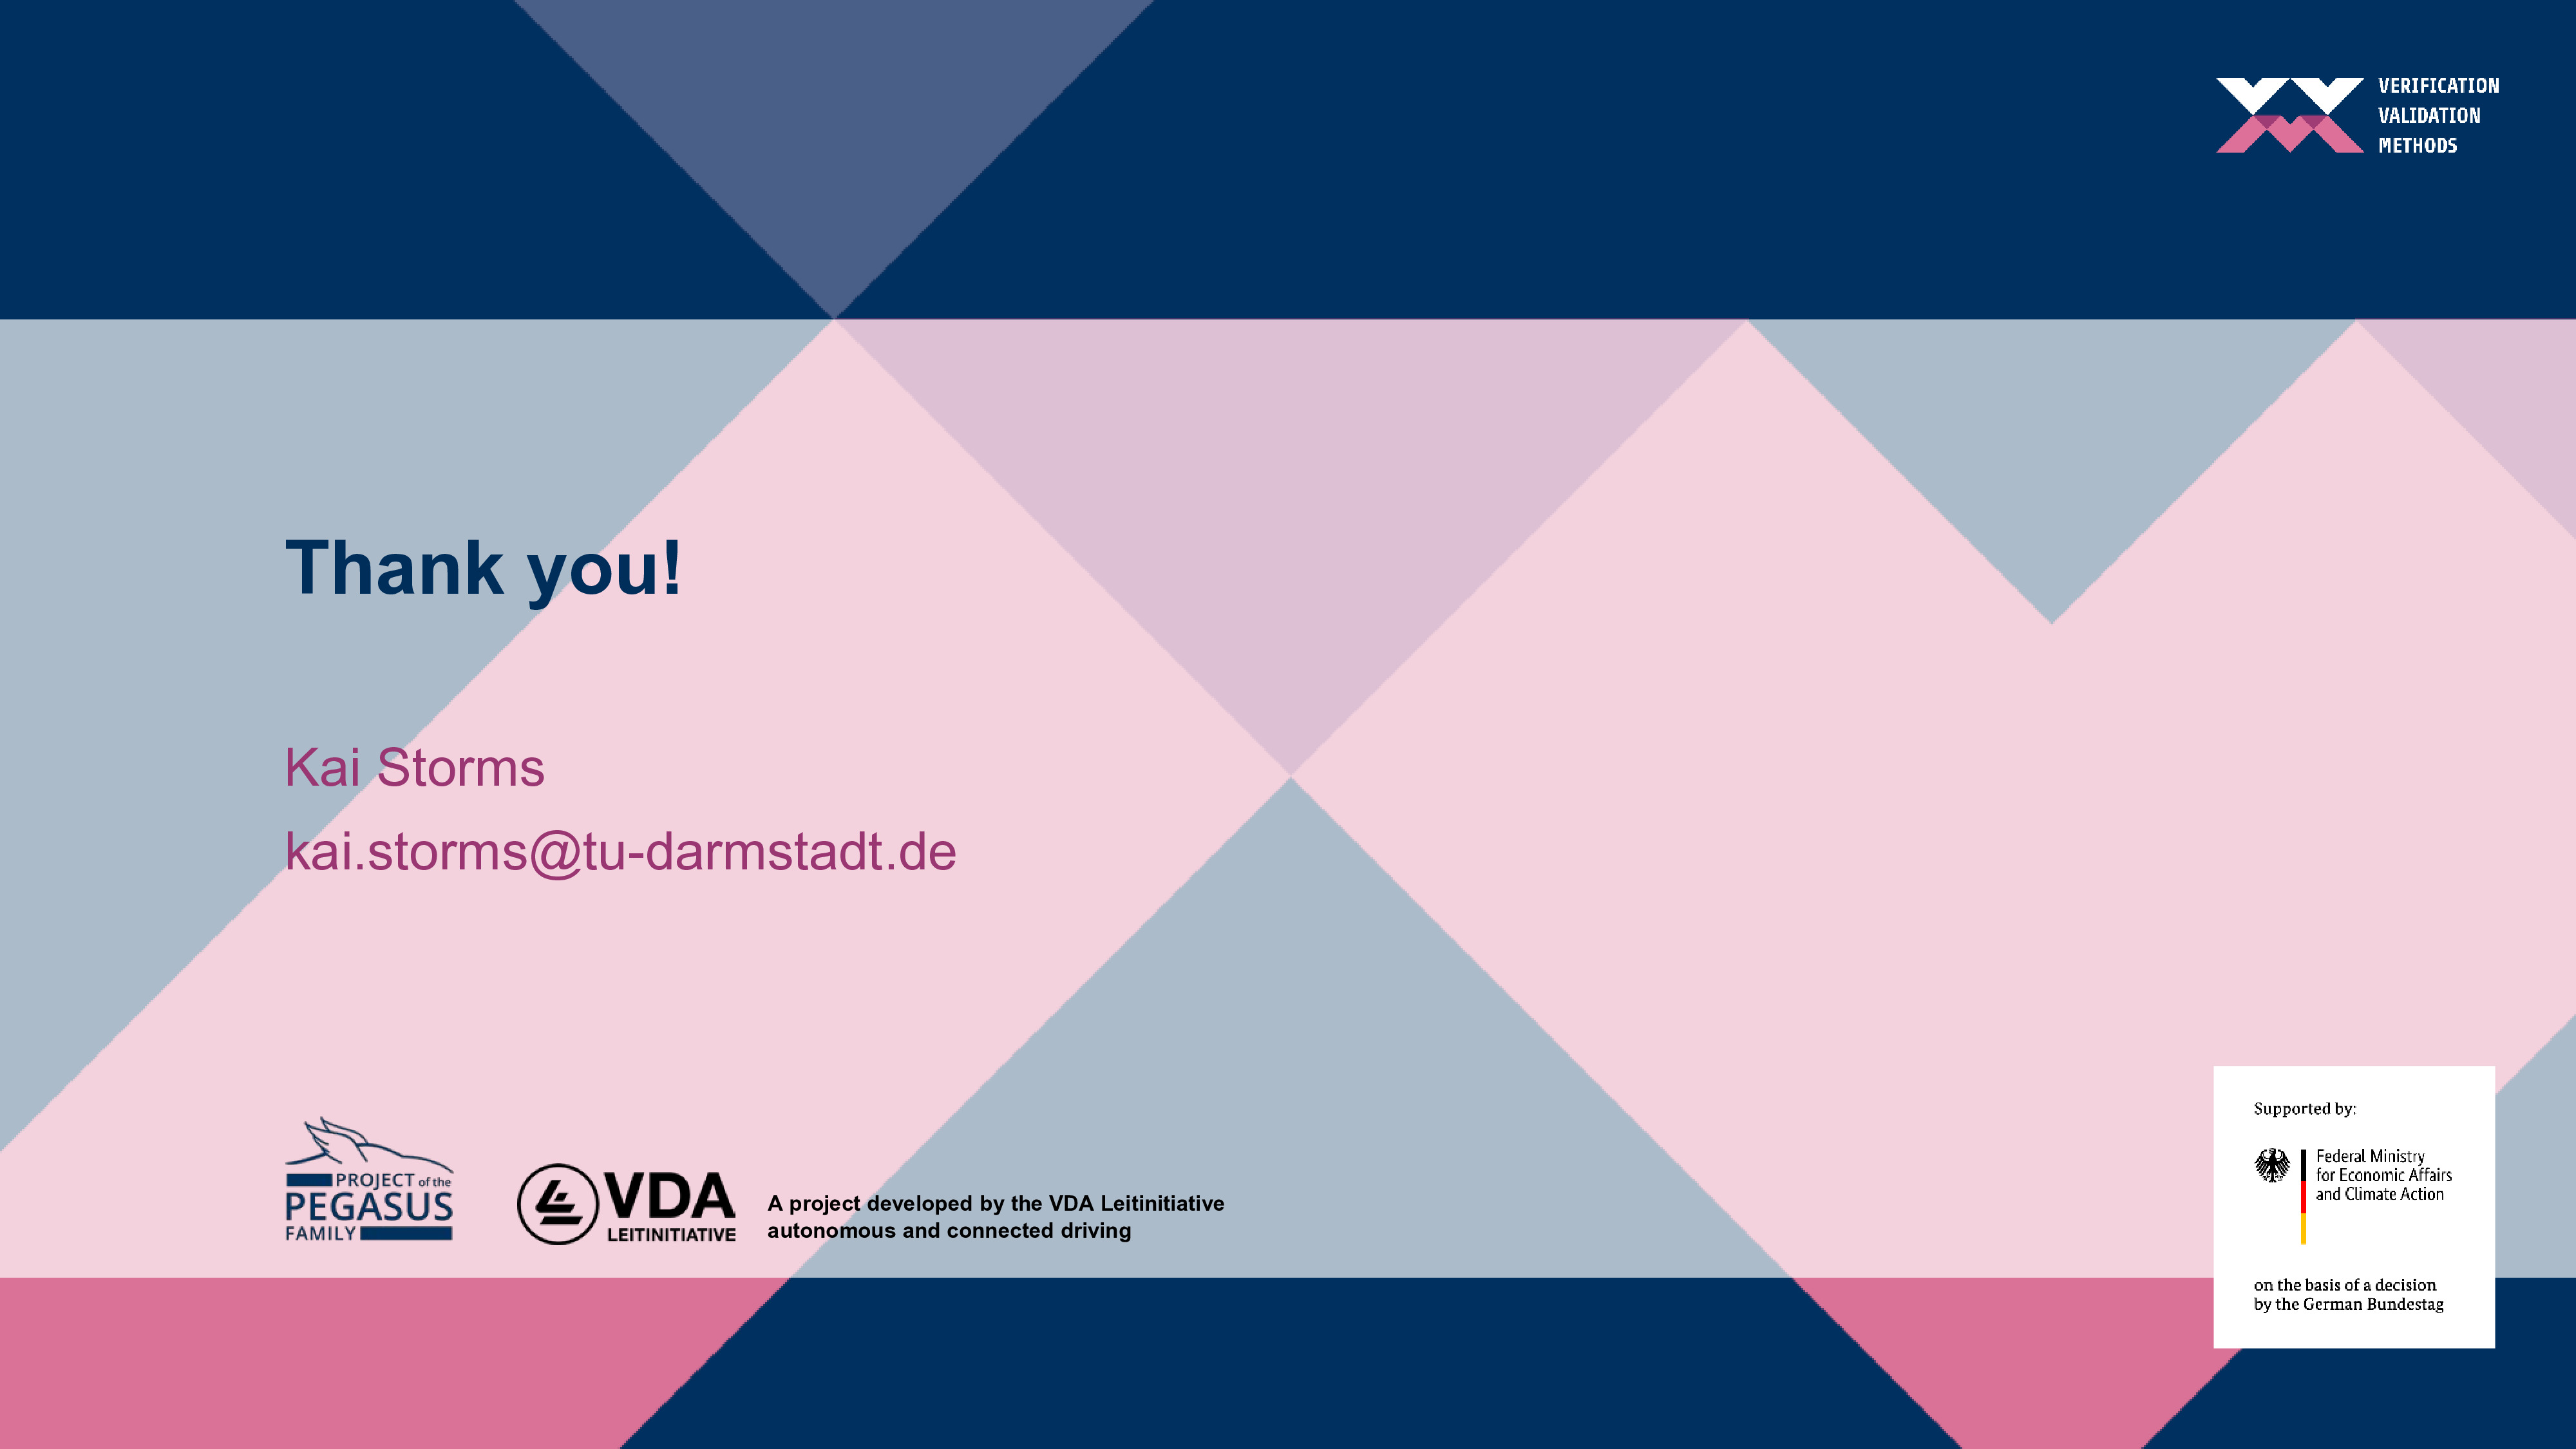 VERIFICATION
VALIDATION
METHODS
Thank you!
Kai Storms
kai.storms@tu-darmstadt.de
PROJECT of the
PEGASUS
FAMILY
VDA
LEITINITIATIVE
A project developed by the VDA Leitinitiative
autonomous and connected driving
Supported by:
Federal Ministry
for Economic Affairs
and Climate Action
on the basis of a decision
by the German Bundestag